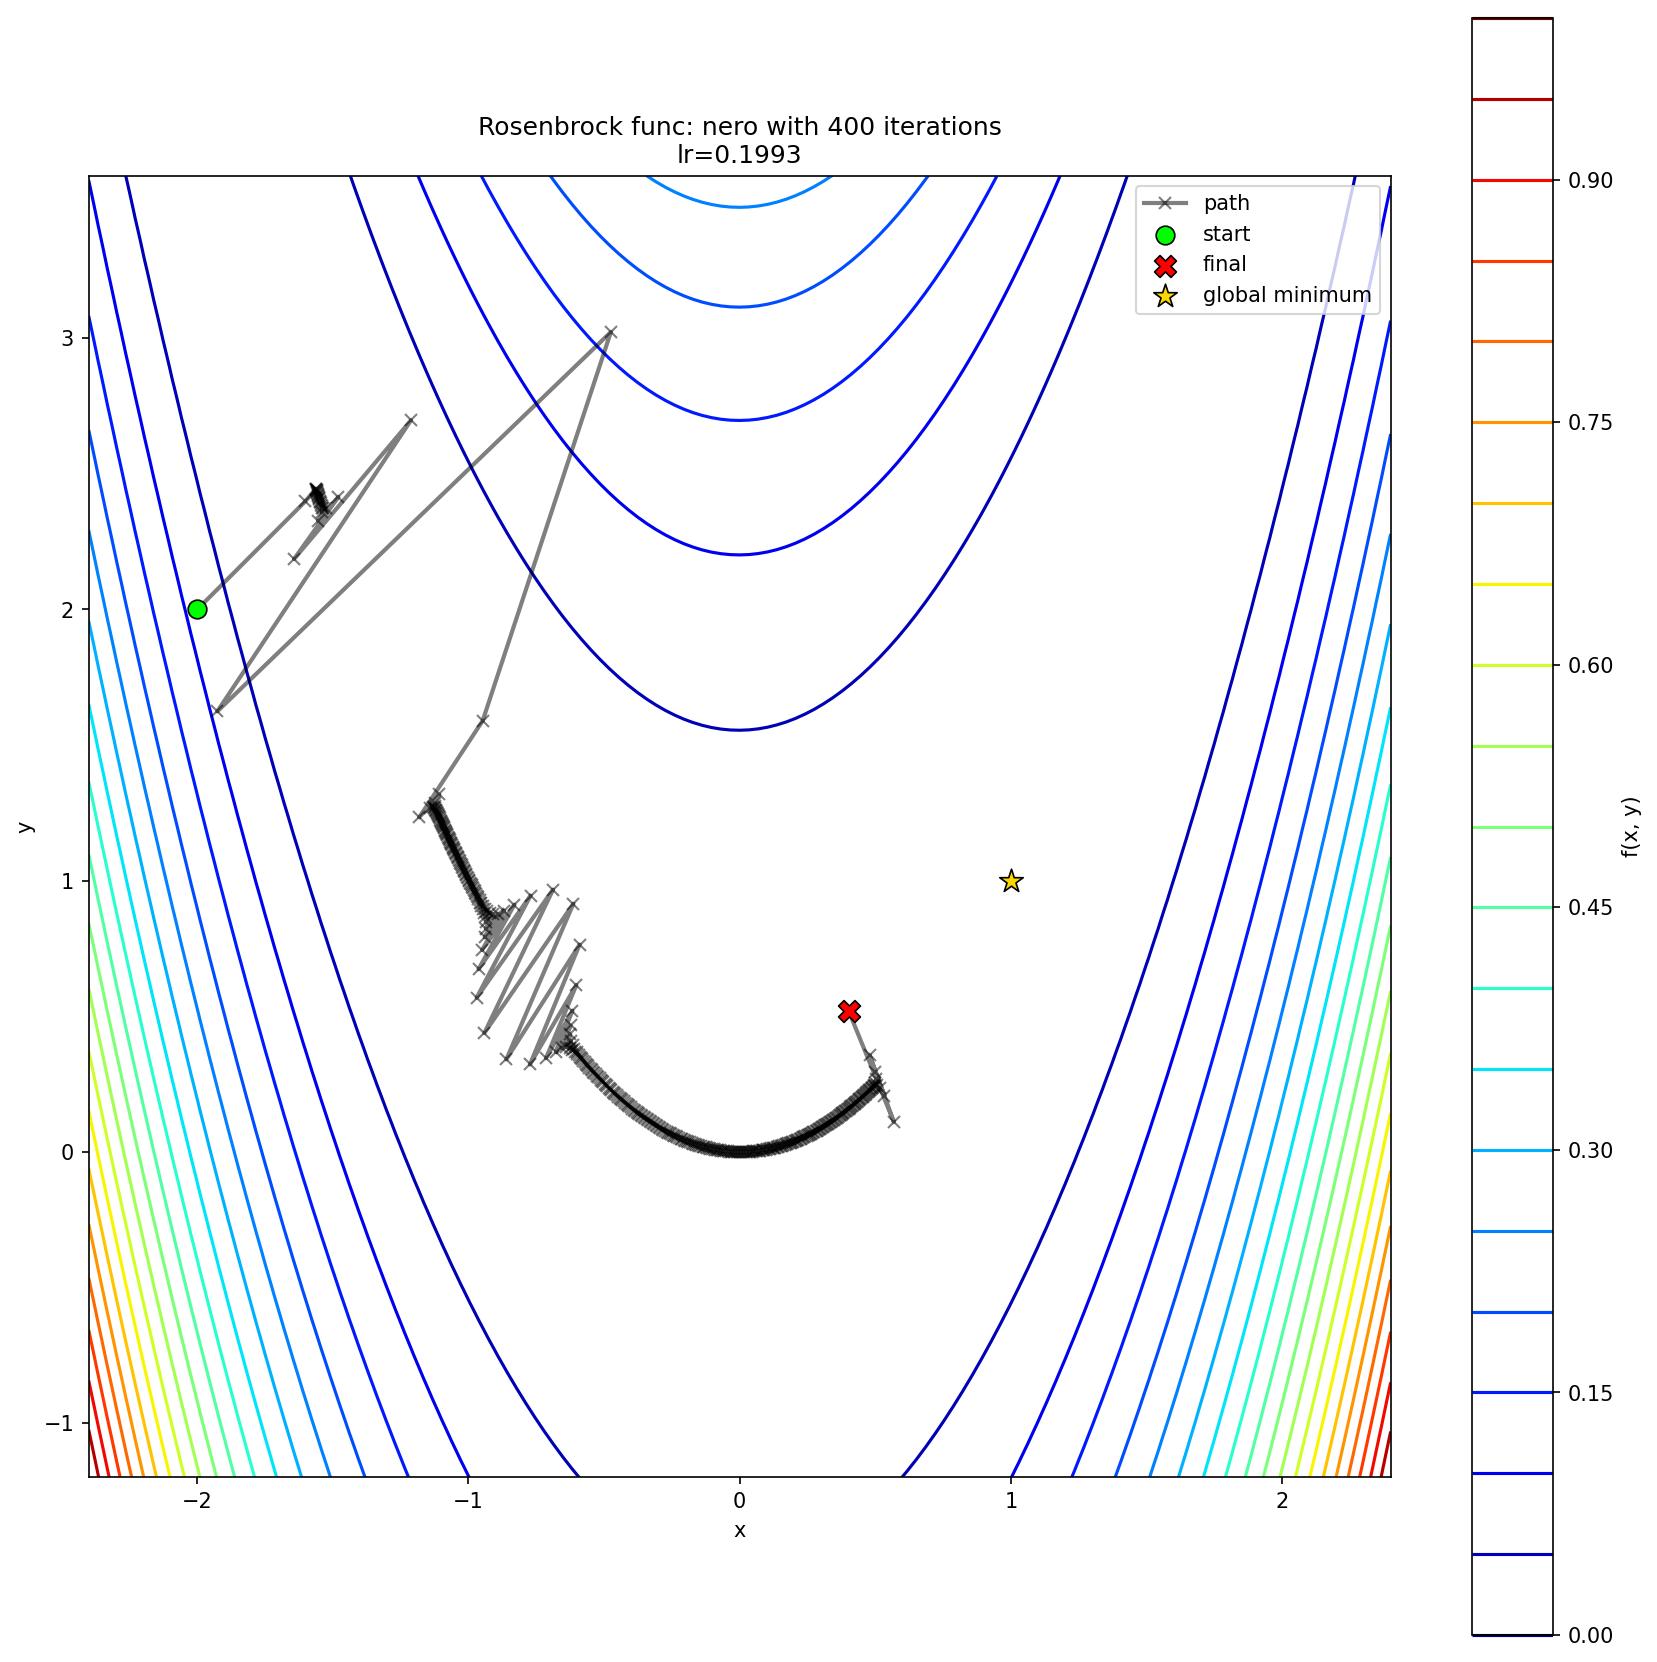 Rosenbrock func: nero with 400 iterations
lr=0.1993
path
start
final
global minimum
3
2
1
0
−1
y
−2
−1
0
1
2
x
0.90
0.75
0.60
0.45
0.30
0.15
0.00
f(x, y)